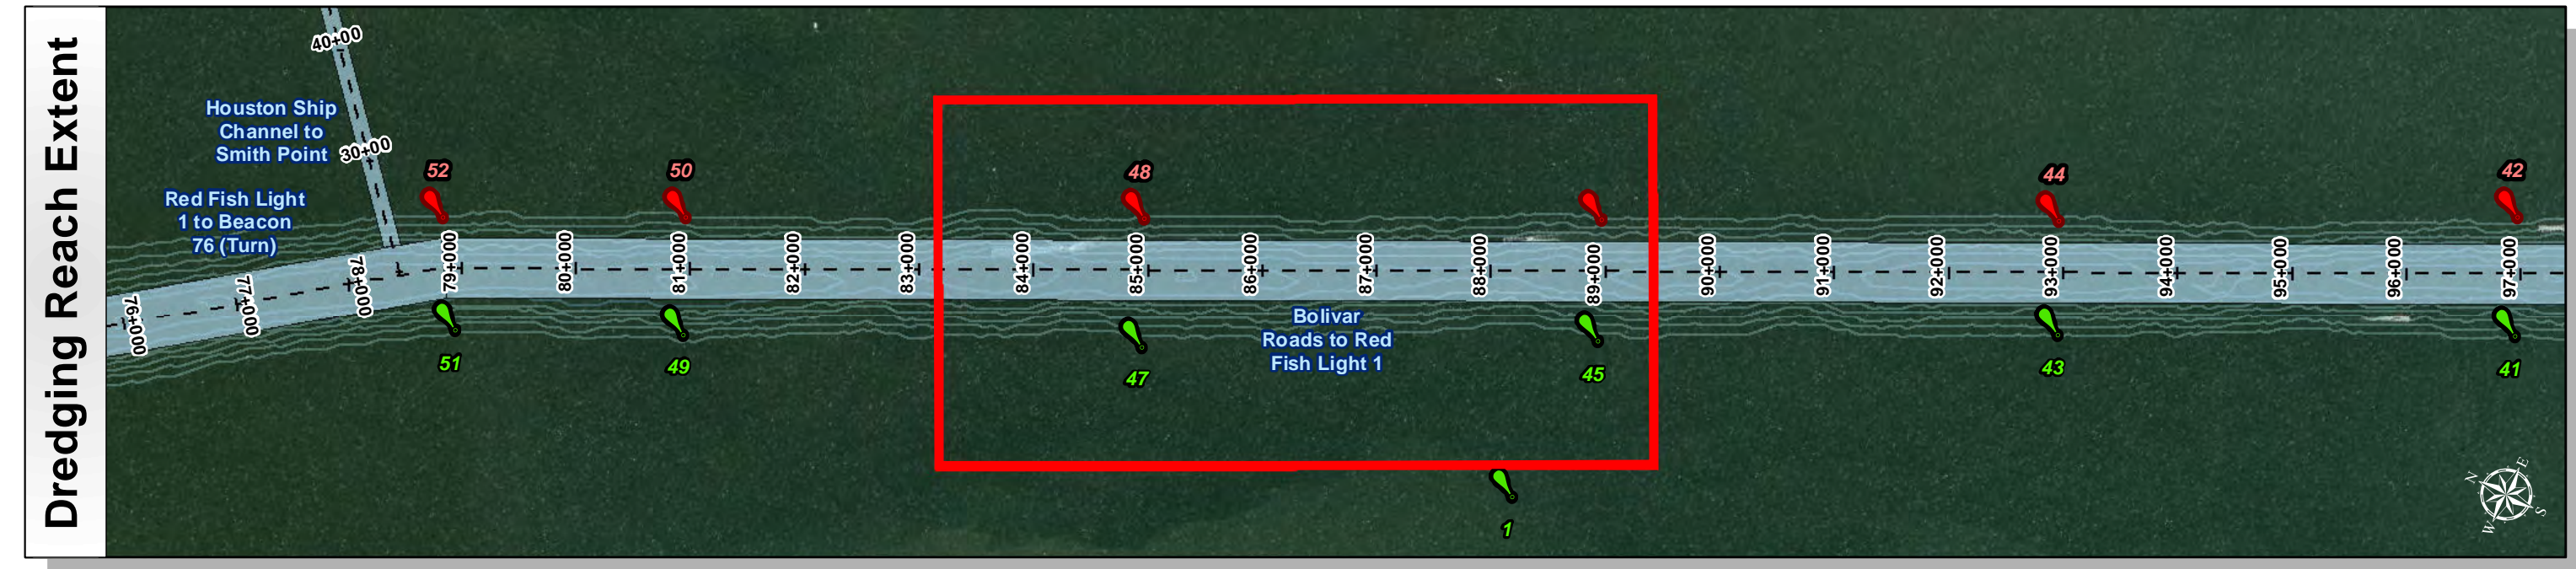 Dredging Reach Extent
40+00
Houston Ship
Channel to
Smith Point
30+00
Red Fish Light
1 to Beacon
76 (Turn)
52
50
48
44
42
76+000
77+000
78+000
79+000
80+000
81+000
82+000
83+000
84+000
85+000
86+000
87+000
88+000
89+000
90+000
91+000
92+000
93+000
94+000
95+000
96+000
97+000
Bolivar
Roads to Red
Fish Light 1
51
49
47
45
43
41
1
N
E
W
S